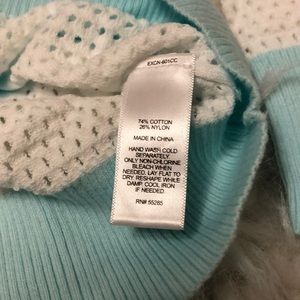 EXCN-601CC
74% COTTON
26% NYLON
MADE IN CHINA
HAND WASH COLD
SEPARATELY
ONLY NON-CHLORINE
BLEACH WHEN
NEEDED, LAY FLAT TO
DRY, RESHAPE WHILE
DAMP, COOL IRON
IF NEEDED.
RN# 55285